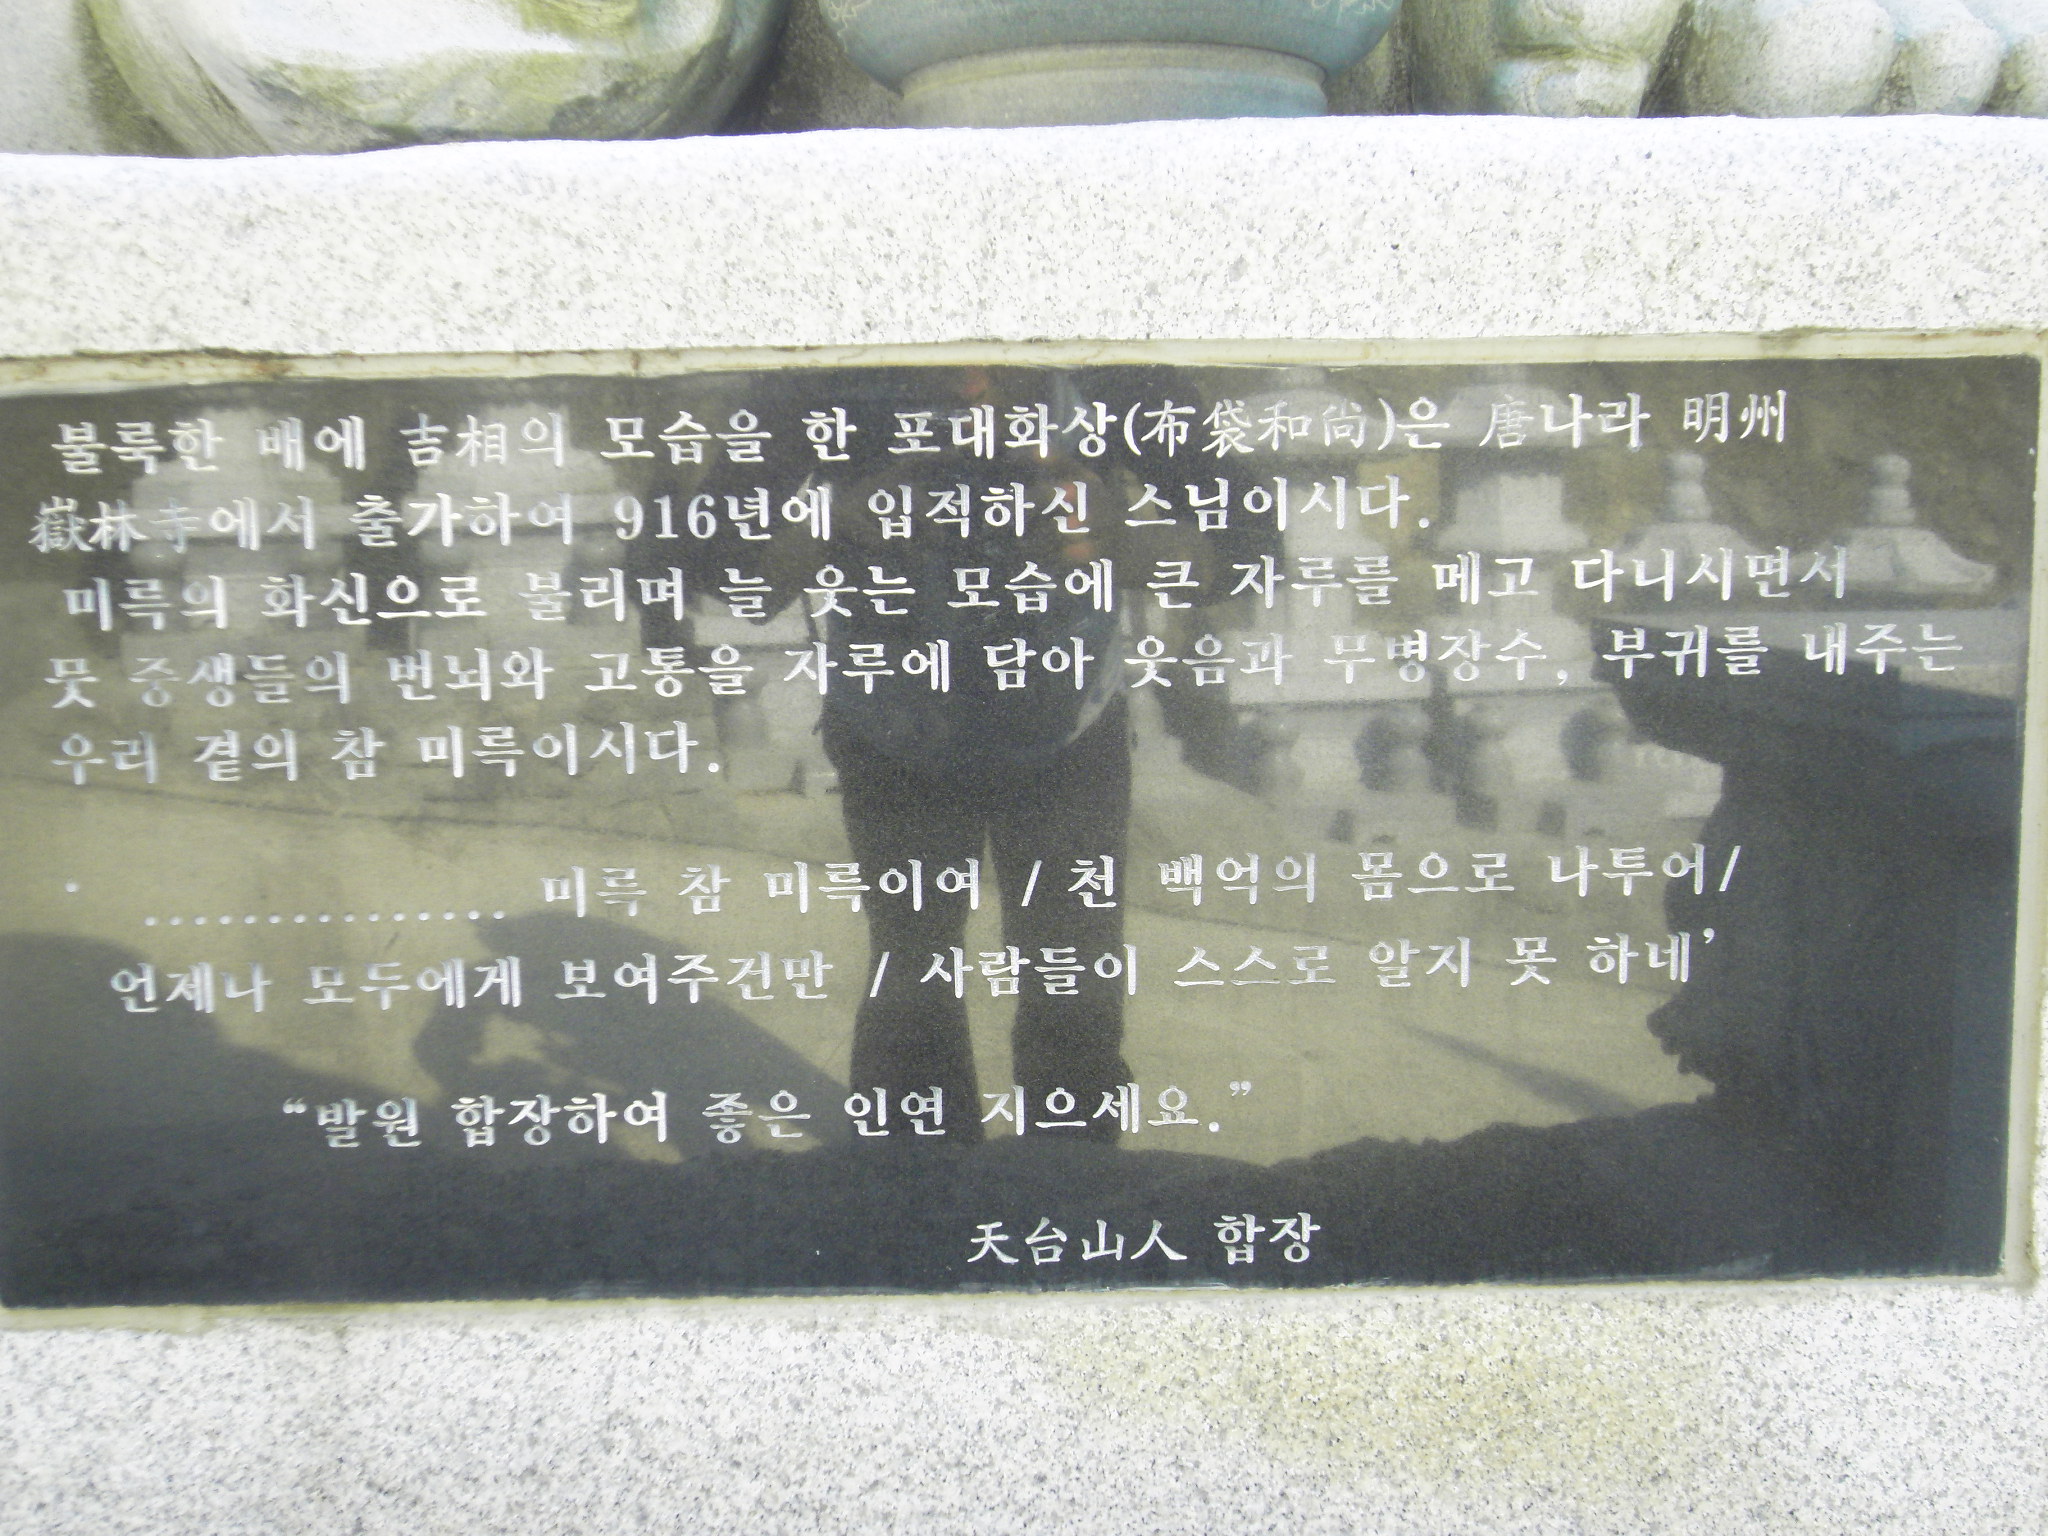 불룩한 배에 吉相의 모습을 한 포대화상(布袋和尙)은 唐나라 明州
嶽林寺에서 출가하여 916년에 입적하신 스님이시다.
미륵의 화신으로 불리며 늘 웃는 모습에 큰 자루를 메고 다니시면서
뭇 중생들의 번뇌와 고통을 자루에 담아 웃음과 무병장수, 부귀를 내주는
우리 곁의 참 미륵이시다.
‘ ................ 미륵 참 미륵이여 / 천 백억의 몸으로 나투어/
언제나 모두에게 보여주건만 / 사람들이 스스로 알지 못 하네’
“발원 합장하여 좋은 인연 지으세요.”
天台山人 합장